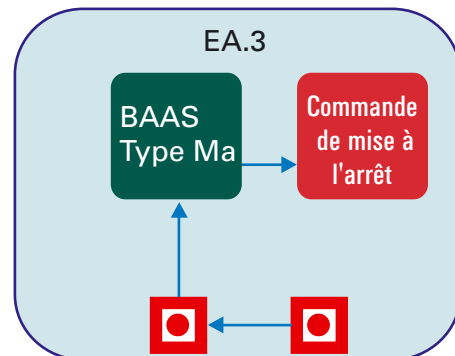 EA.3
BAAS
Type Ma
Commande
de mise à
l'arrêt